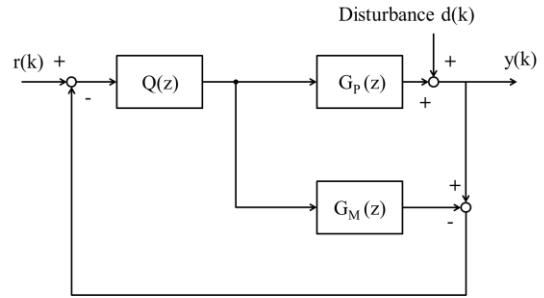 Disturbance d(k)
r(k) + + y(k)
- Q(z) G_P(z) +
+
G_M(z) -